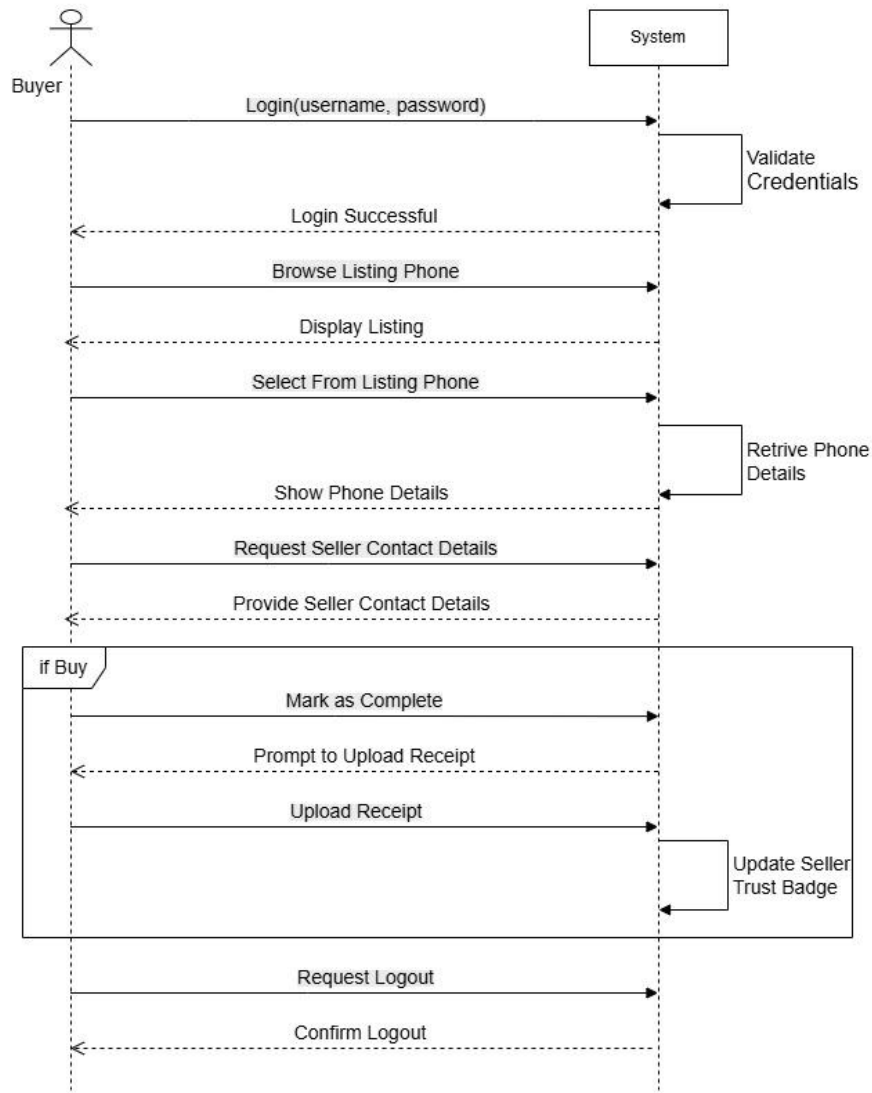 System
Buyer
Login(username, password)
Validate
Credentials
Login Successful
Browse Listing Phone
Display Listing
Select From Listing Phone
Retrive Phone
Details
Show Phone Details
Request Seller Contact Details
Provide Seller Contact Details
if Buy
Mark as Complete
Prompt to Upload Receipt
Upload Receipt
Update Seller
Trust Badge
Request Logout
Confirm Logout